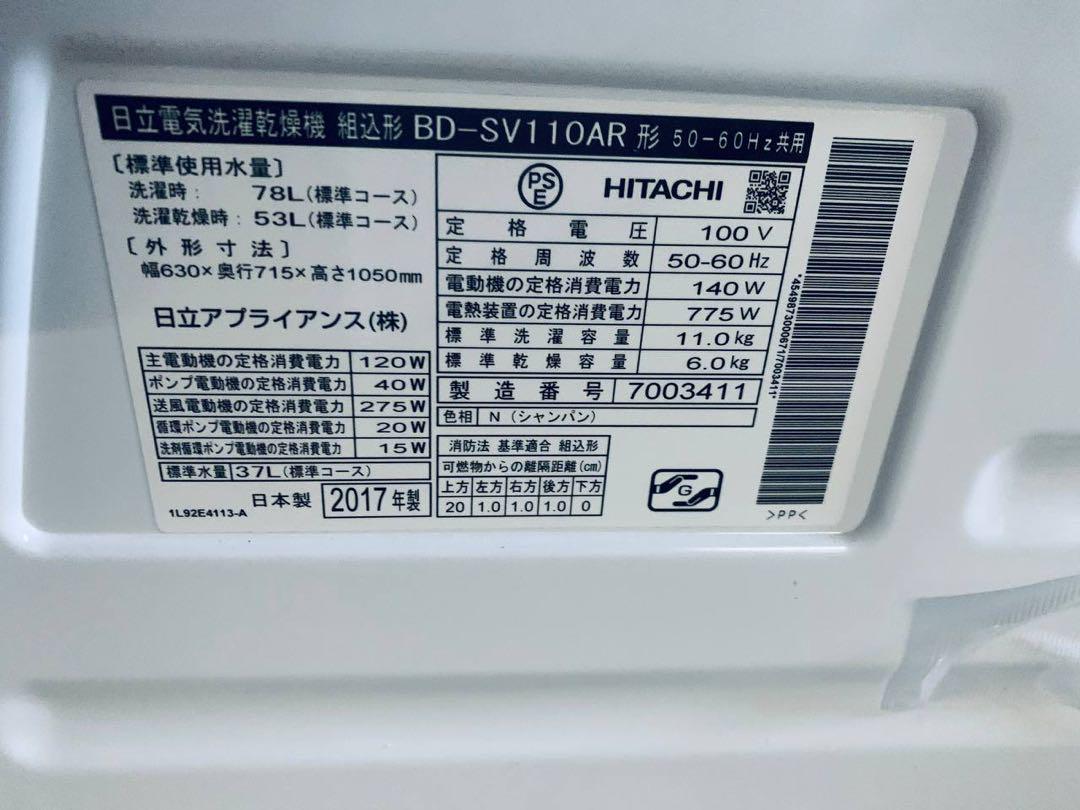 日立電気洗濯乾燥機 組込形 BD-SV110AR 形 50-60Hz共用
〔標準使用水量〕
洗濯時： 78L(標準コース)
洗濯乾燥時： 53L(標準コース)
〔外形寸法〕
幅630×奥行715×高さ1050mm
日立アプライアンス(株)
主電動機の定格消費電力 120W
ポンプ電動機の定格消費電力 40W
送風電動機の定格消費電力 275W
循環ポンプ電動機の定格消費電力 20W
洗剤循環ポンプ電動機の定格消費電力 15W
標準水量 37L(標準コース)
1L92E4113-A 日本製 2017年製
PSE HITACHI
定格電圧 100V
定格周波数 50-60Hz
電動機の定格消費電力 140W
電熱装置の定格消費電力 775W
標準洗濯容量 11.0kg
標準乾燥容量 6.0kg
製造番号 7003411
色相 N（シャンパン）
消防法 基準適合 組込形
可燃物からの離隔距離(cm)
上方 左方 右方 後方 下方
20 1.0 1.0 1.0 0
G
*4549873000671/7003411*
>PP<